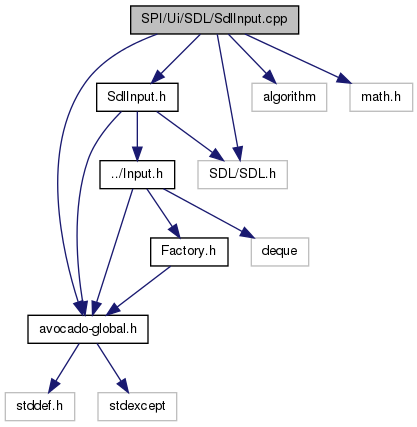 SPI/Ui/SDL/SdlInput.cpp
SdlInput.h
algorithm
math.h
../Input.h
SDL/SDL.h
Factory.h
deque
avocado-global.h
stddef.h
stdexcept